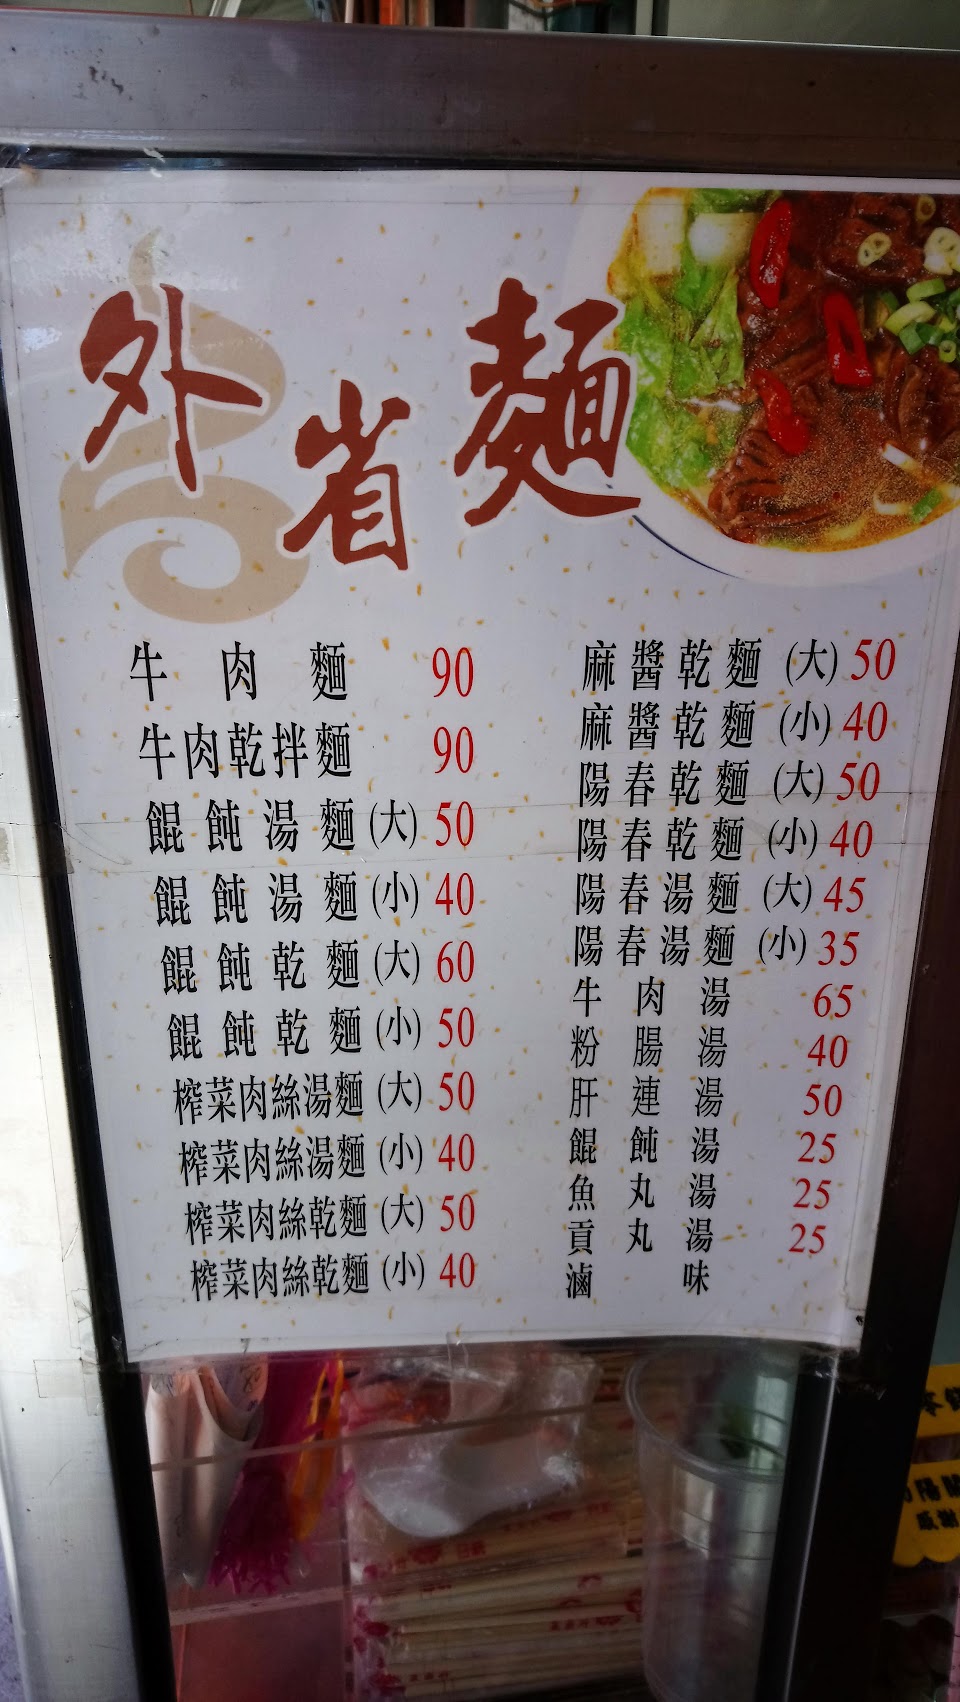 外省麵
牛肉麵 90
牛肉乾拌麵 90
餛飩湯麵(大) 50
餛飩湯麵(小) 40
餛飩乾麵(大) 60
餛飩乾麵(小) 50
榨菜肉絲湯麵(大) 50
榨菜肉絲湯麵(小) 40
榨菜肉絲乾麵(大) 50
榨菜肉絲乾麵(小) 40
麻醬乾麵(大) 50
麻醬乾麵(小) 40
陽春乾麵(大) 50
陽春乾麵(小) 40
陽春湯麵(大) 45
陽春湯麵(小) 35
牛肉湯 65
粉腸湯 40
肝連湯 50
餛飩湯 25
魚丸湯 25
貢丸湯 25
滷味
感謝